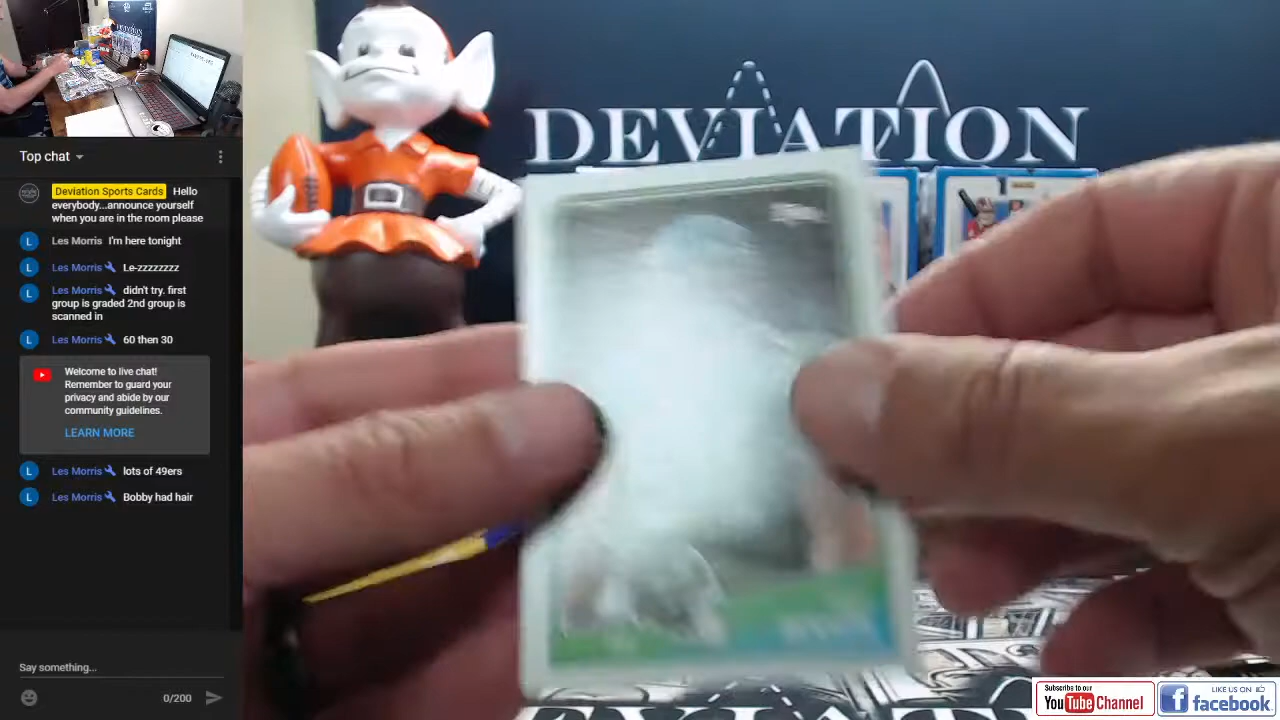 DEVIATION
Top chat
Deviation Sports Cards Hello
everybody...announce yourself
when you are in the room please
L Les Morris I'm here tonight
L Les Morris Le-zzzzzzzz
L Les Morris didn't try. first
group is graded 2nd group is
scanned in
L Les Morris 60 then 30
Welcome to live chat!
Remember to guard your
privacy and abide by our
community guidelines.
LEARN MORE
L Les Morris lots of 49ers
L Les Morris Bobby had hair
Say something...
0/200
DEVIATION
Subscribe to our
YouTube Channel
LIKE US ON
f facebook